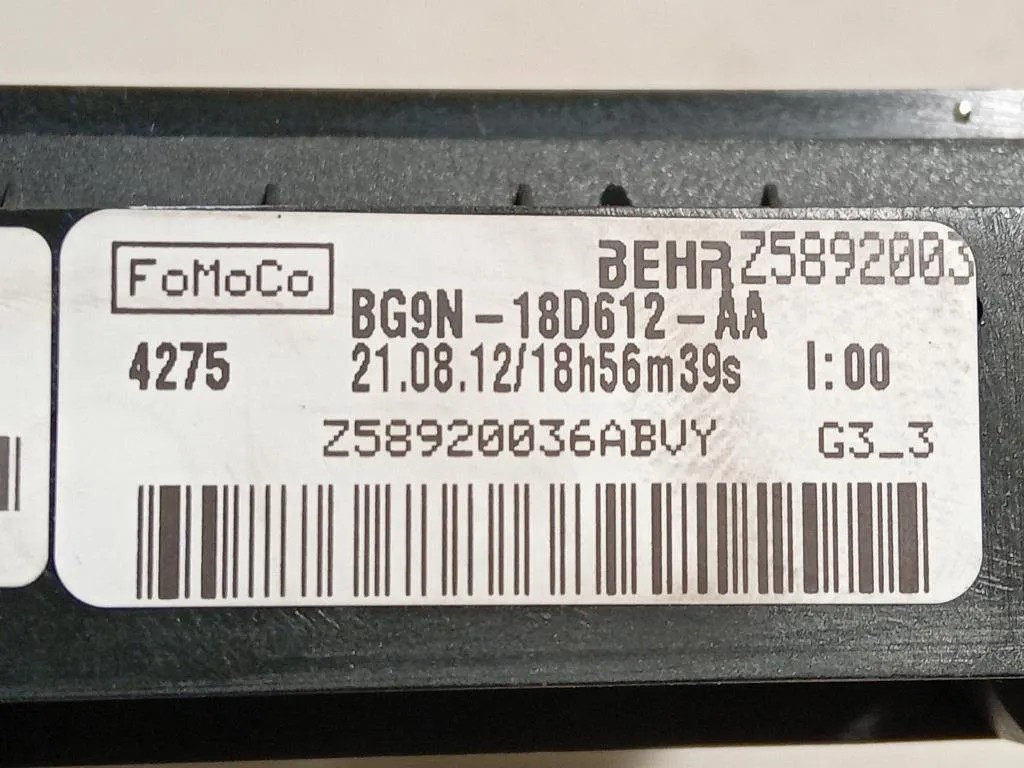 FoMoCo BEHR Z5892003
BG9N-18D612-AA
4275 21.08.12/18h56m39s I:00
Z58920036ABVY G3_3